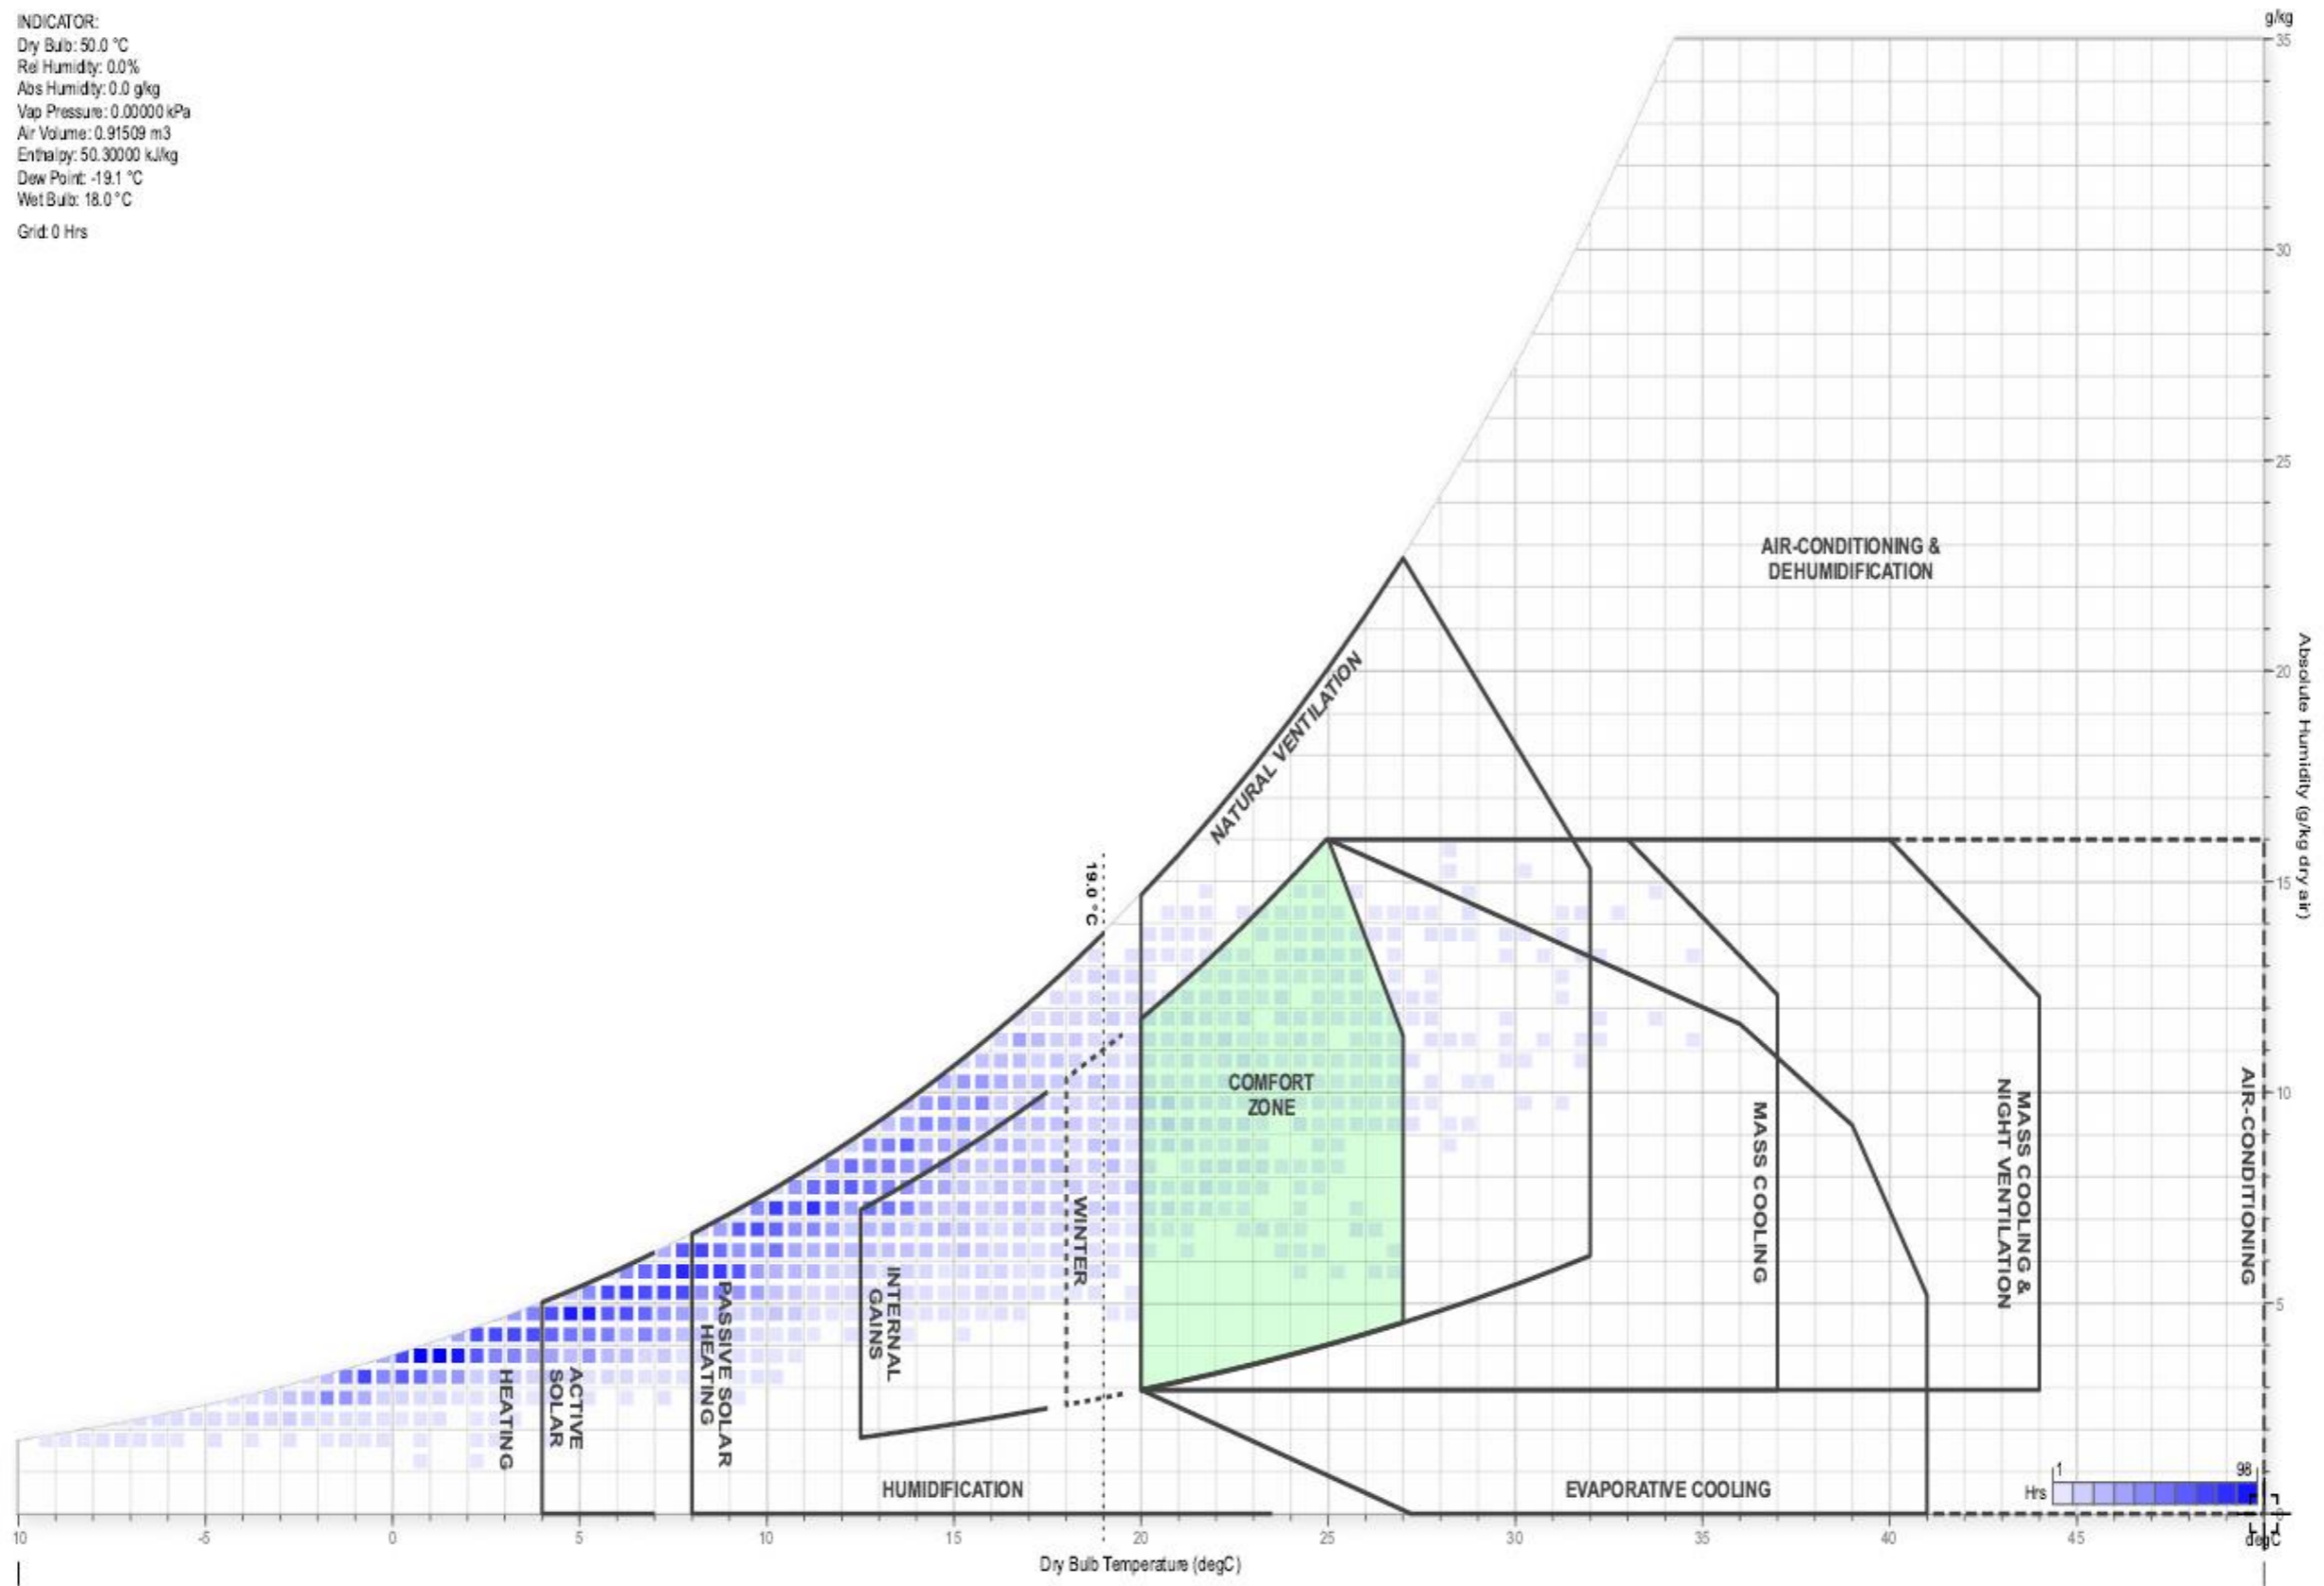 INDICATOR:
Dry Bulb: 50.0 °C
Rel Humidity: 0.0%
Abs Humidity: 0.0 g/kg
Vap Pressure: 0.00000 kPa
Air Volume: 0.91509 m3
Enthalpy: 50.30000 kJ/kg
Dew Point: -19.1 °C
Wet Bulb: 18.0 °C
Grid: 0 Hrs
g/kg
35
30
25
20
15
10
5
AIR-CONDITIONING &
DEHUMIDIFICATION
Absolute Humidity (g/kg dry air)
NATURAL VENTILATION
19.0 °C
COMFORT
ZONE
WINTER
INTERNAL
GAINS
PASSIVE SOLAR
HEATING
ACTIVE
SOLAR
HEATING
MASS COOLING
MASS COOLING &
NIGHT VENTILATION
AIR-CONDITIONING
HUMIDIFICATION
EVAPORATIVE COOLING
1 98
Hrs
10 -5 0 5 10 15 20 25 30 35 40 45 degC
Dry Bulb Temperature (degC)